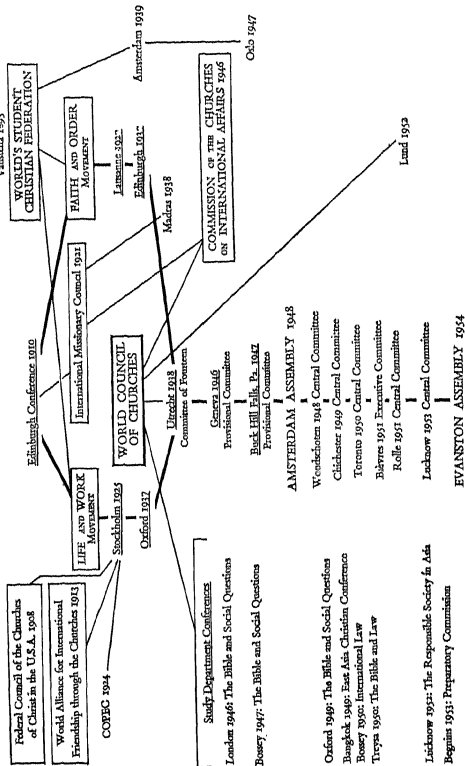 1895
WORLD'S STUDENT
CHRISTIAN FEDERATION
Amsterdam 1939
Oslo 1947
Edinburgh Conference 1910
FAITH AND ORDER
MOVEMENT
Lausanne 1927
Edinburgh 1937
International Missionary Council 1921
Madras 1938
COMMISSION OF THE CHURCHES
ON INTERNATIONAL AFFAIRS 1946
Lund 1952
Federal Council of the Churches
of Christ in the U.S.A. 1908
World Alliance for International
Friendship through the Churches 1913
COPEC 1924
LIFE AND WORK
MOVEMENT
Stockholm 1925
Oxford 1937
WORLD COUNCIL
OF CHURCHES
Utrecht 1938
Committee of Fourteen
Geneva 1946
Provisional Committee
Buck Hill Falls, Pa. 1947
Provisional Committee
AMSTERDAM ASSEMBLY 1948
Woudschoten 1948 Central Committee
Chichester 1949 Central Committee
Toronto 1950 Central Committee
Bièvres 1951 Executive Committee
Rolle 1951 Central Committee
Lucknow 1953 Central Committee
EVANSTON ASSEMBLY 1954
Study Department Conferences
London 1946: The Bible and Social Questions
Bossey 1947: The Bible and Social Questions
Oxford 1949: The Bible and Social Questions
Bangkok 1949: East Asia Christian Conference
Bossey 1950: International Law
Treysa 1950: The Bible and Law
Lucknow 1952: The Responsible Society in Asia
Begnins 1953: Preparatory Commission